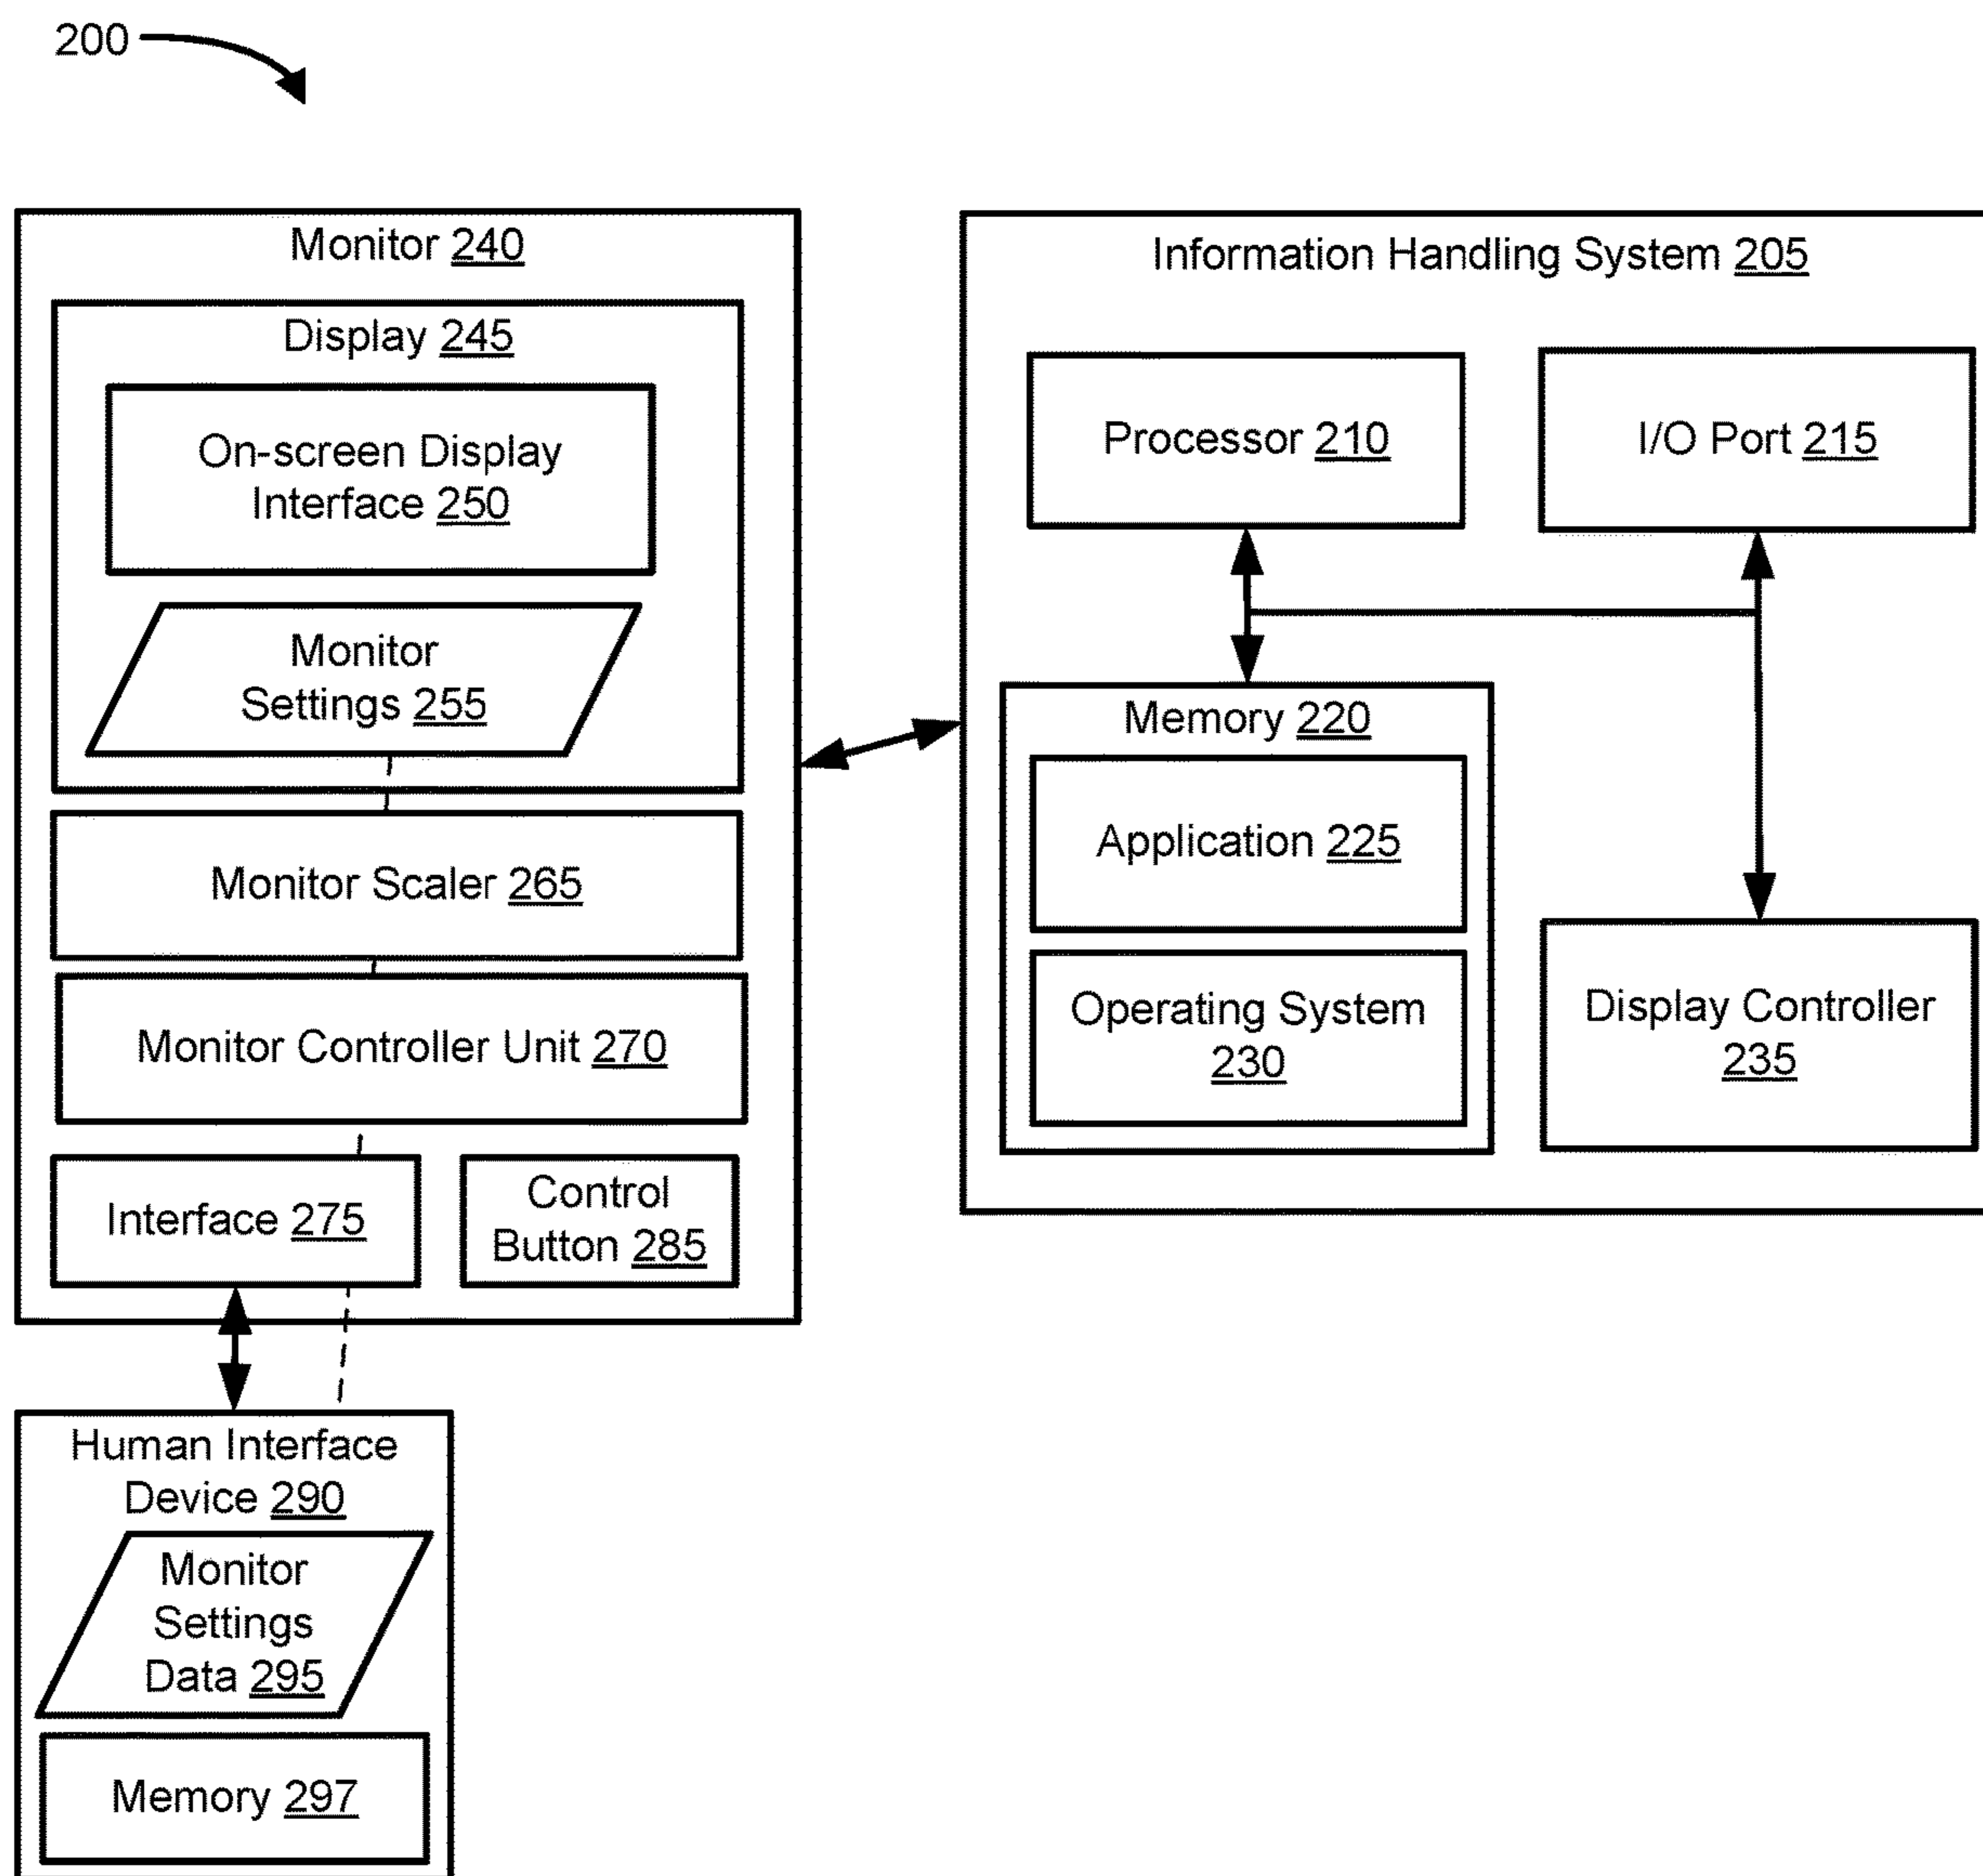 200
Monitor 240
Display 245
On-screen Display
Interface 250
Monitor
Settings 255
Monitor Scaler 265
Monitor Controller Unit 270
Interface 275
Control
Button 285
Human Interface
Device 290
Monitor
Settings
Data 295
Memory 297
Information Handling System 205
Processor 210
I/O Port 215
Memory 220
Application 225
Operating System
230
Display Controller
235